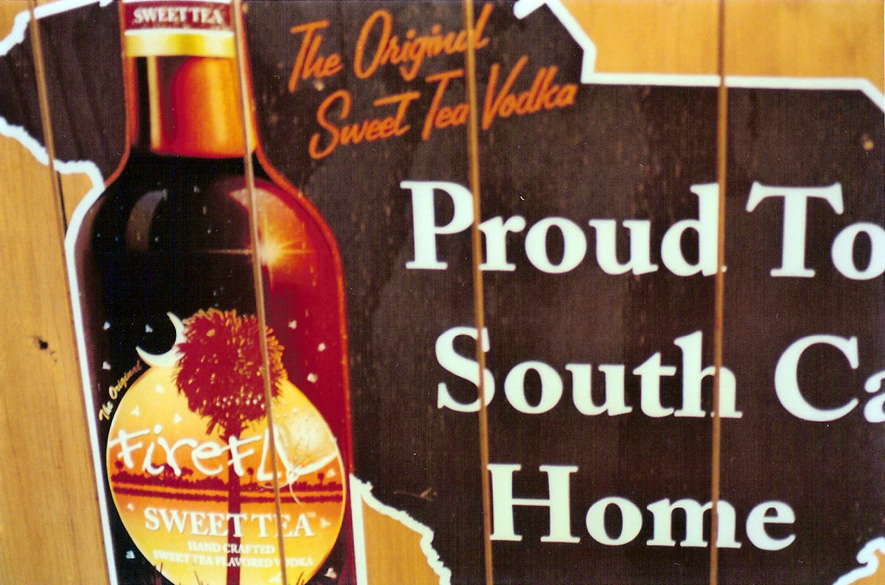 SWEET TEA
The Original
Sweet Tea Vodka
Proud To
South Ca
Home
The Original
Firefly
SWEET TEA™
HAND CRAFTED
SWEET TEA FLAVORED VODKA